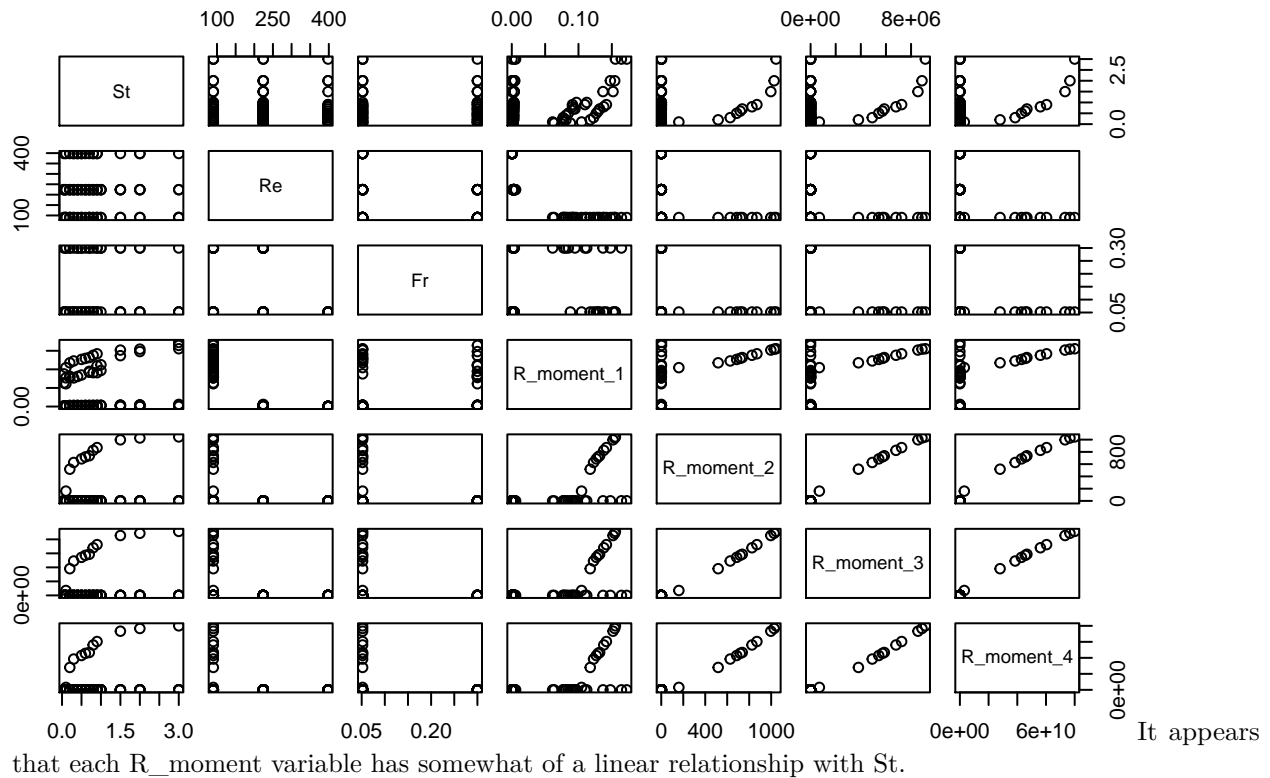 100 250 400 0.00 0.10 0e+00 8e+06
St 0.0 2.5
100 400 Re
Fr 0.05 0.30
0.00 R_moment_1
R_moment_2 0 800
0e+00 R_moment_3
R_moment_4 0e+00
0.0 1.5 3.0 0.05 0.20 0 400 1000 0e+00 6e+10
It appears
that each R_moment variable has somewhat of a linear relationship with St.